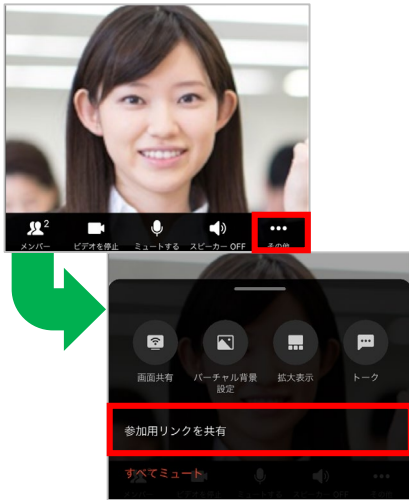 2
メンバー ビデオを停止 ミュートする スピーカー OFF その他
画面共有 バーチャル背景 拡大表示 トーク
設定
参加用リンクを共有
すべてミュート